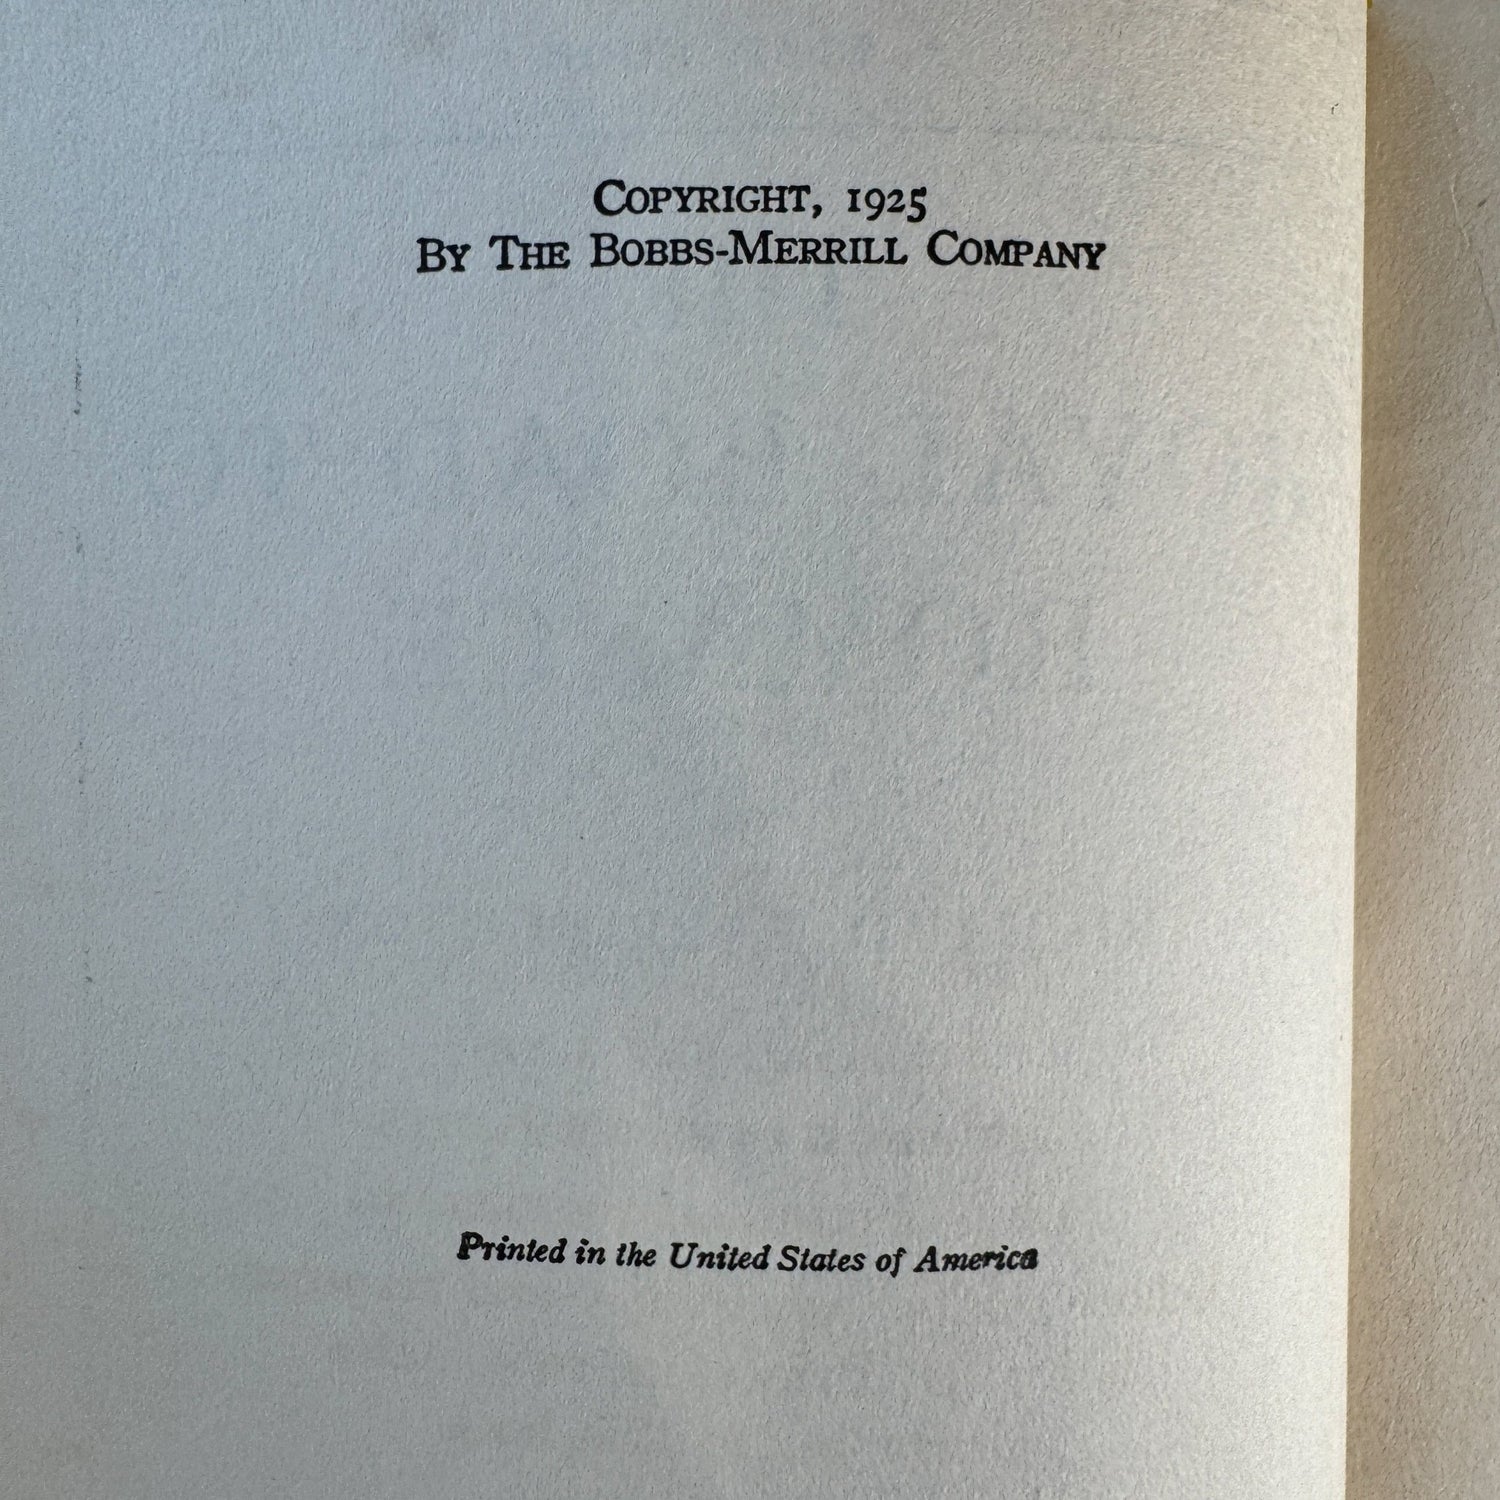 COPYRIGHT, 1925
BY THE BOBBS-MERRILL COMPANY
Printed in the United States of America